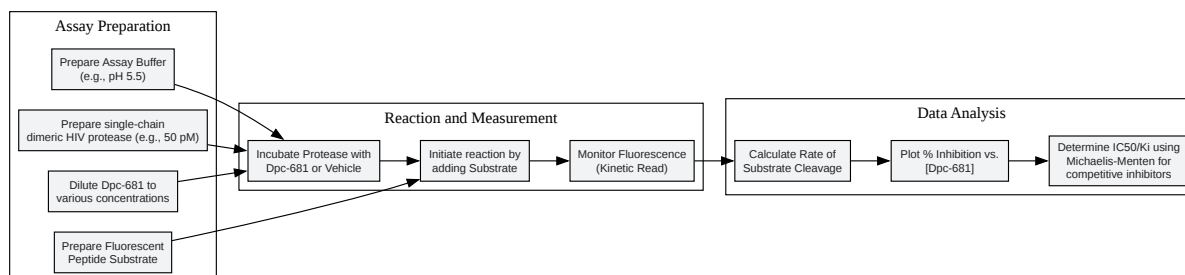 Assay Preparation
Prepare Assay Buffer
(e.g., pH 5.5)
Prepare single-chain
dimeric HIV protease (e.g., 50 pM)
Dilute Dpc-681 to
various concentrations
Prepare Fluorescent
Peptide Substrate
Reaction and Measurement
Incubate Protease with
Dpc-681 or Vehicle
Initiate reaction by
adding Substrate
Monitor Fluorescence
(Kinetic Read)
Data Analysis
Calculate Rate of
Substrate Cleavage
Plot % Inhibition vs.
[Dpc-681]
Determine IC50/Ki using
Michaelis-Menten for
competitive inhibitors